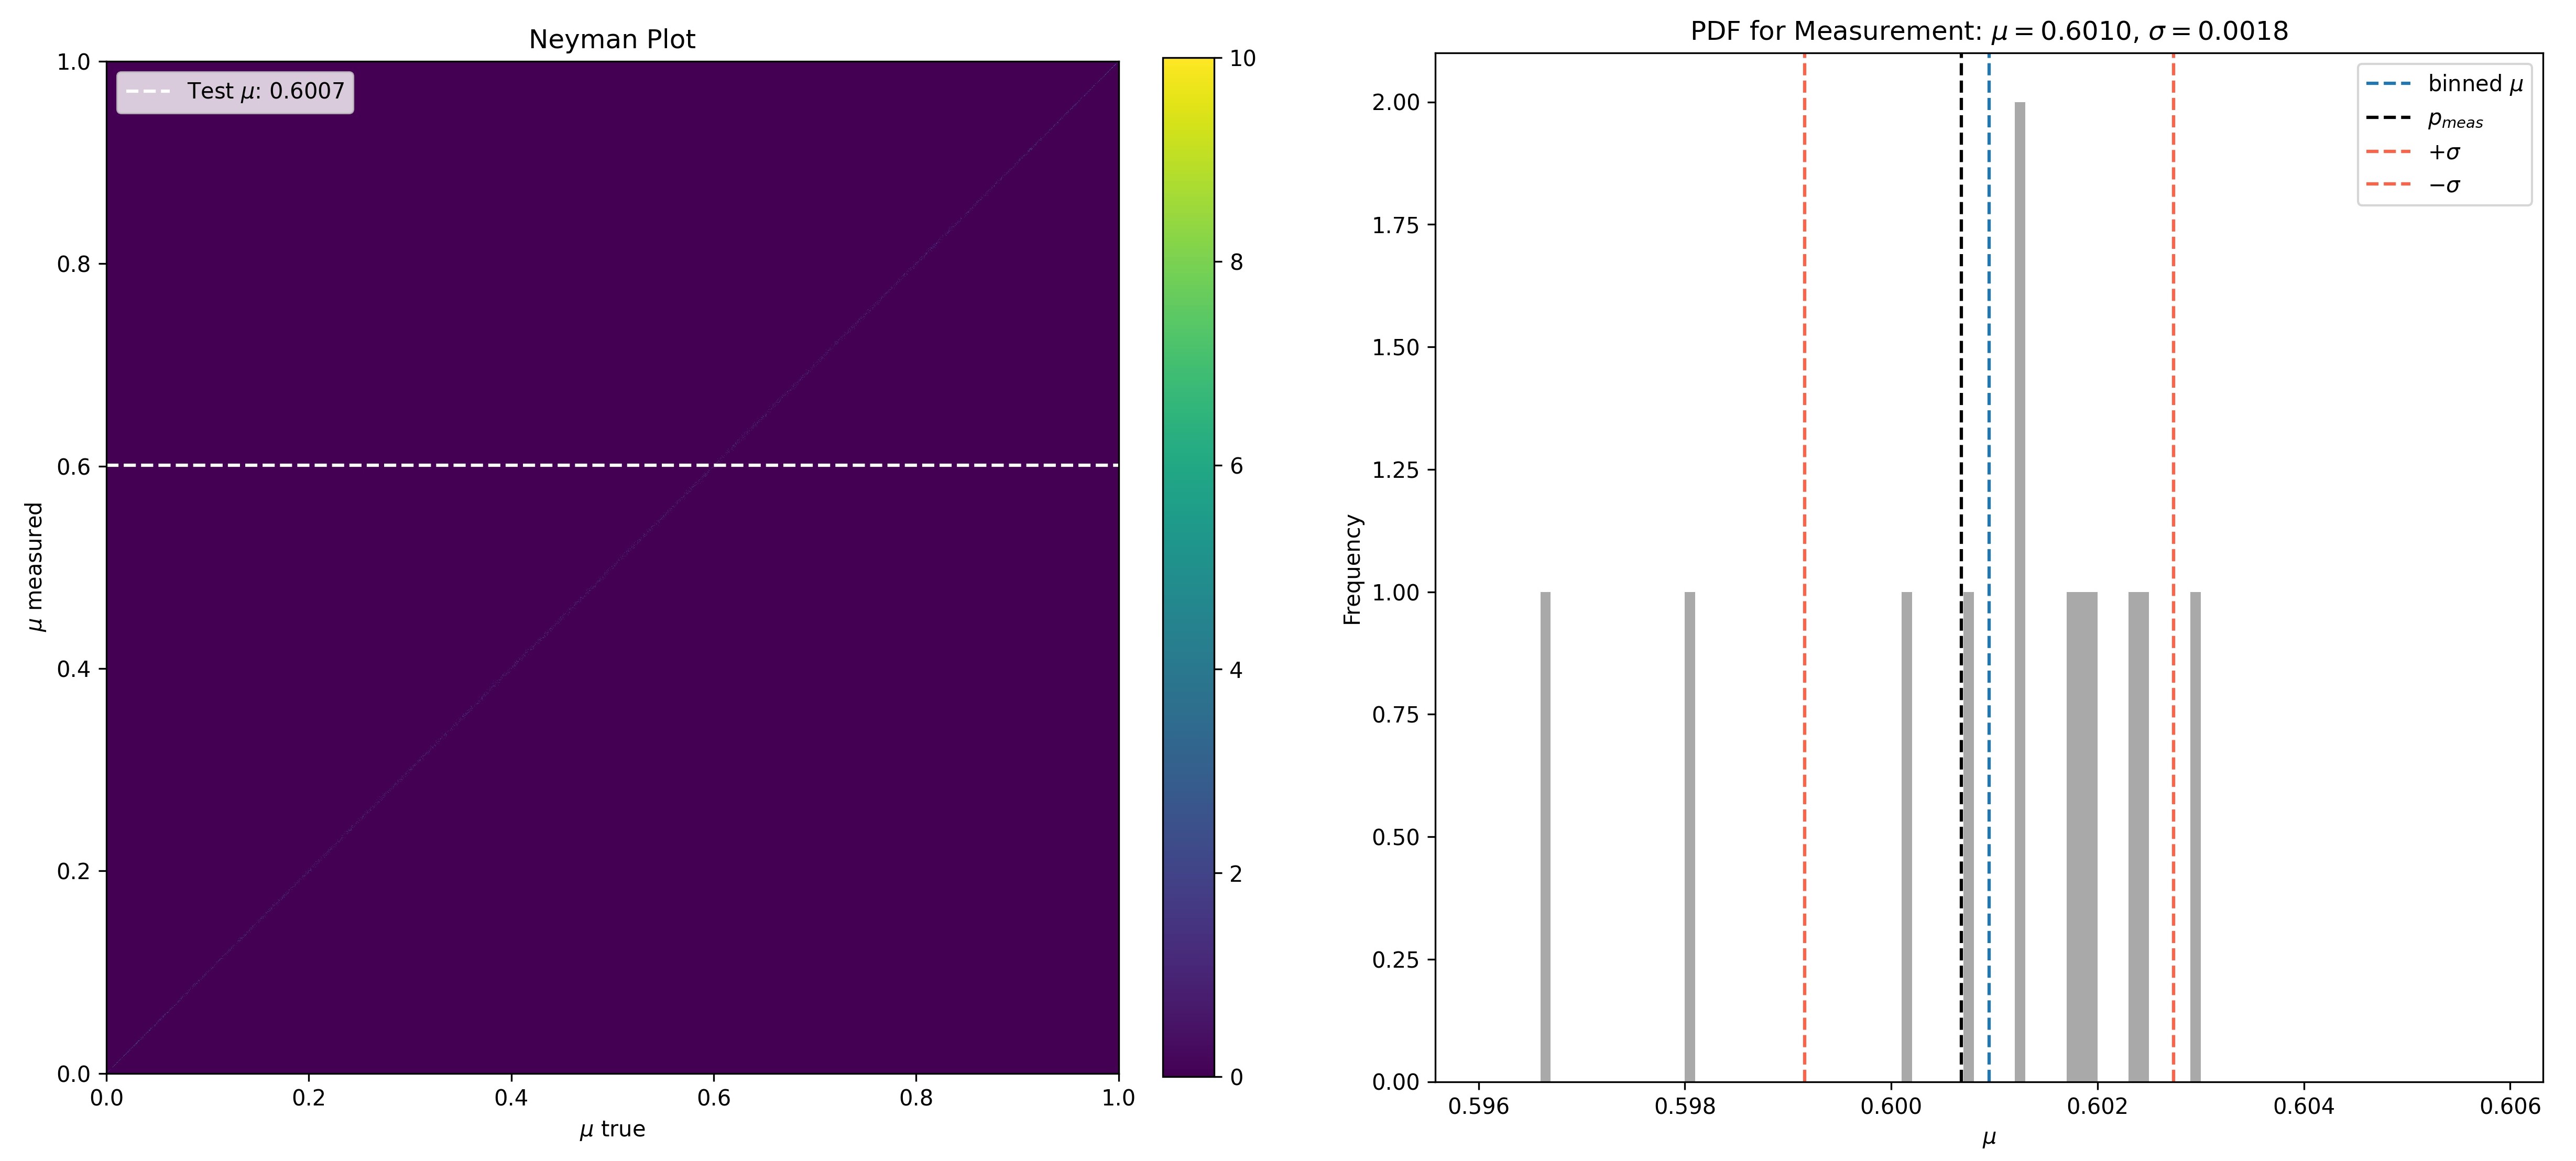 Neyman Plot
Test μ: 0.6007
1.0
0.8
0.6
0.4
0.2
0.0
μ measured
0.0 0.2 0.4 0.6 0.8 1.0
μ true
10
8
6
4
2
0
PDF for Measurement: μ = 0.6010, σ = 0.0018
binned μ
p_meas
+σ
−σ
2.00
1.75
1.50
1.25
1.00
0.75
0.50
0.25
0.00
Frequency
0.596 0.598 0.600 0.602 0.604 0.606
μ